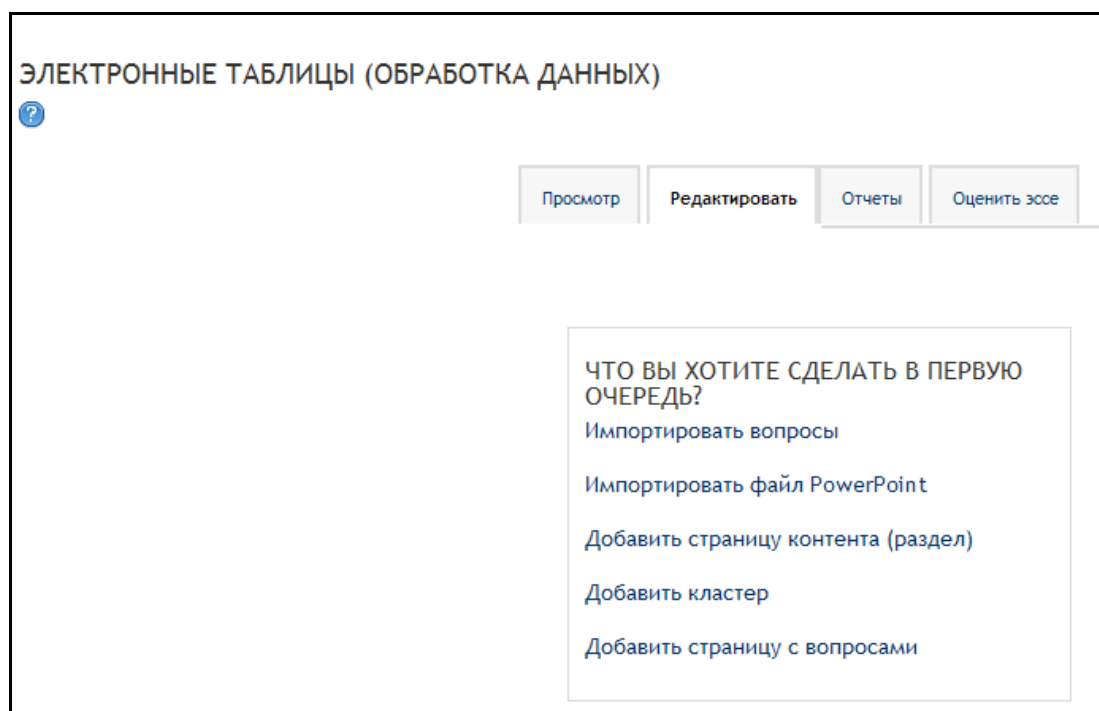 ЭЛЕКТРОННЫЕ ТАБЛИЦЫ (ОБРАБОТКА ДАННЫХ)
?
Просмотр Редактировать Отчеты Оценить эссе
ЧТО ВЫ ХОТИТЕ СДЕЛАТЬ В ПЕРВУЮ
ОЧЕРЕДЬ?
Импортировать вопросы
Импортировать файл PowerPoint
Добавить страницу контента (раздел)
Добавить кластер
Добавить страницу с вопросами